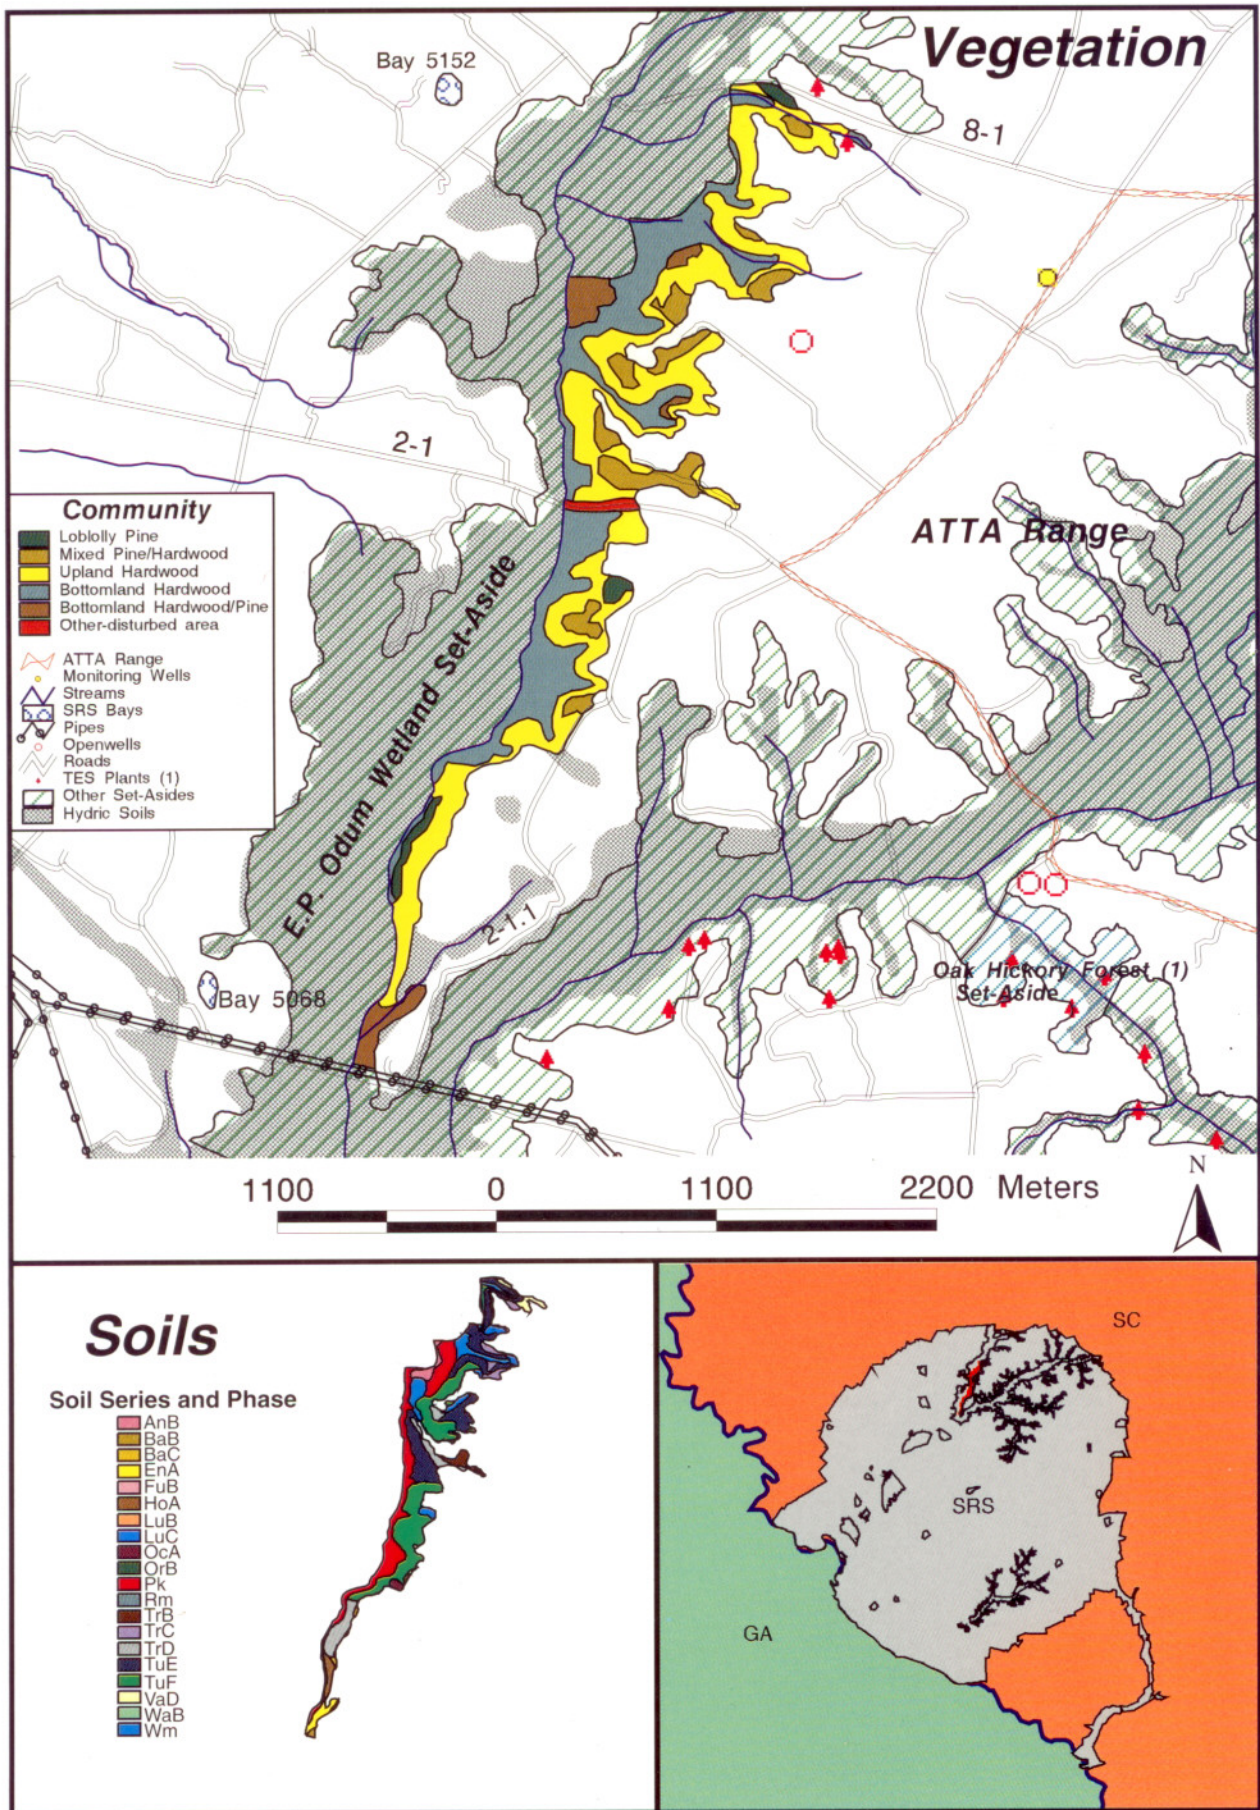 Vegetation
Bay 5152
8-1
2-1
ATTA Range
Community
Loblolly Pine
Mixed Pine/Hardwood
Upland Hardwood
Bottomland Hardwood
Bottomland Hardwood/Pine
Other-disturbed area
ATTA Range
Monitoring Wells
Streams
SRS Bays
Pipes
Openwells
Roads
TES Plants (1)
Other Set-Asides
Hydric Soils
E.P. Odum Wetland Set-Aside
2-1.1
Oak Hickory Forest (1)
Set-Aside
Bay 5068
1100 0 1100 2200 Meters
N
Soils
Soil Series and Phase
AnB
BaB
BaC
EnA
FuB
HoA
LuB
LuC
OcA
OrB
Pk
Rm
TrB
TrC
TrD
TuE
TuF
VaD
WaB
Wm
SC
SRS
GA